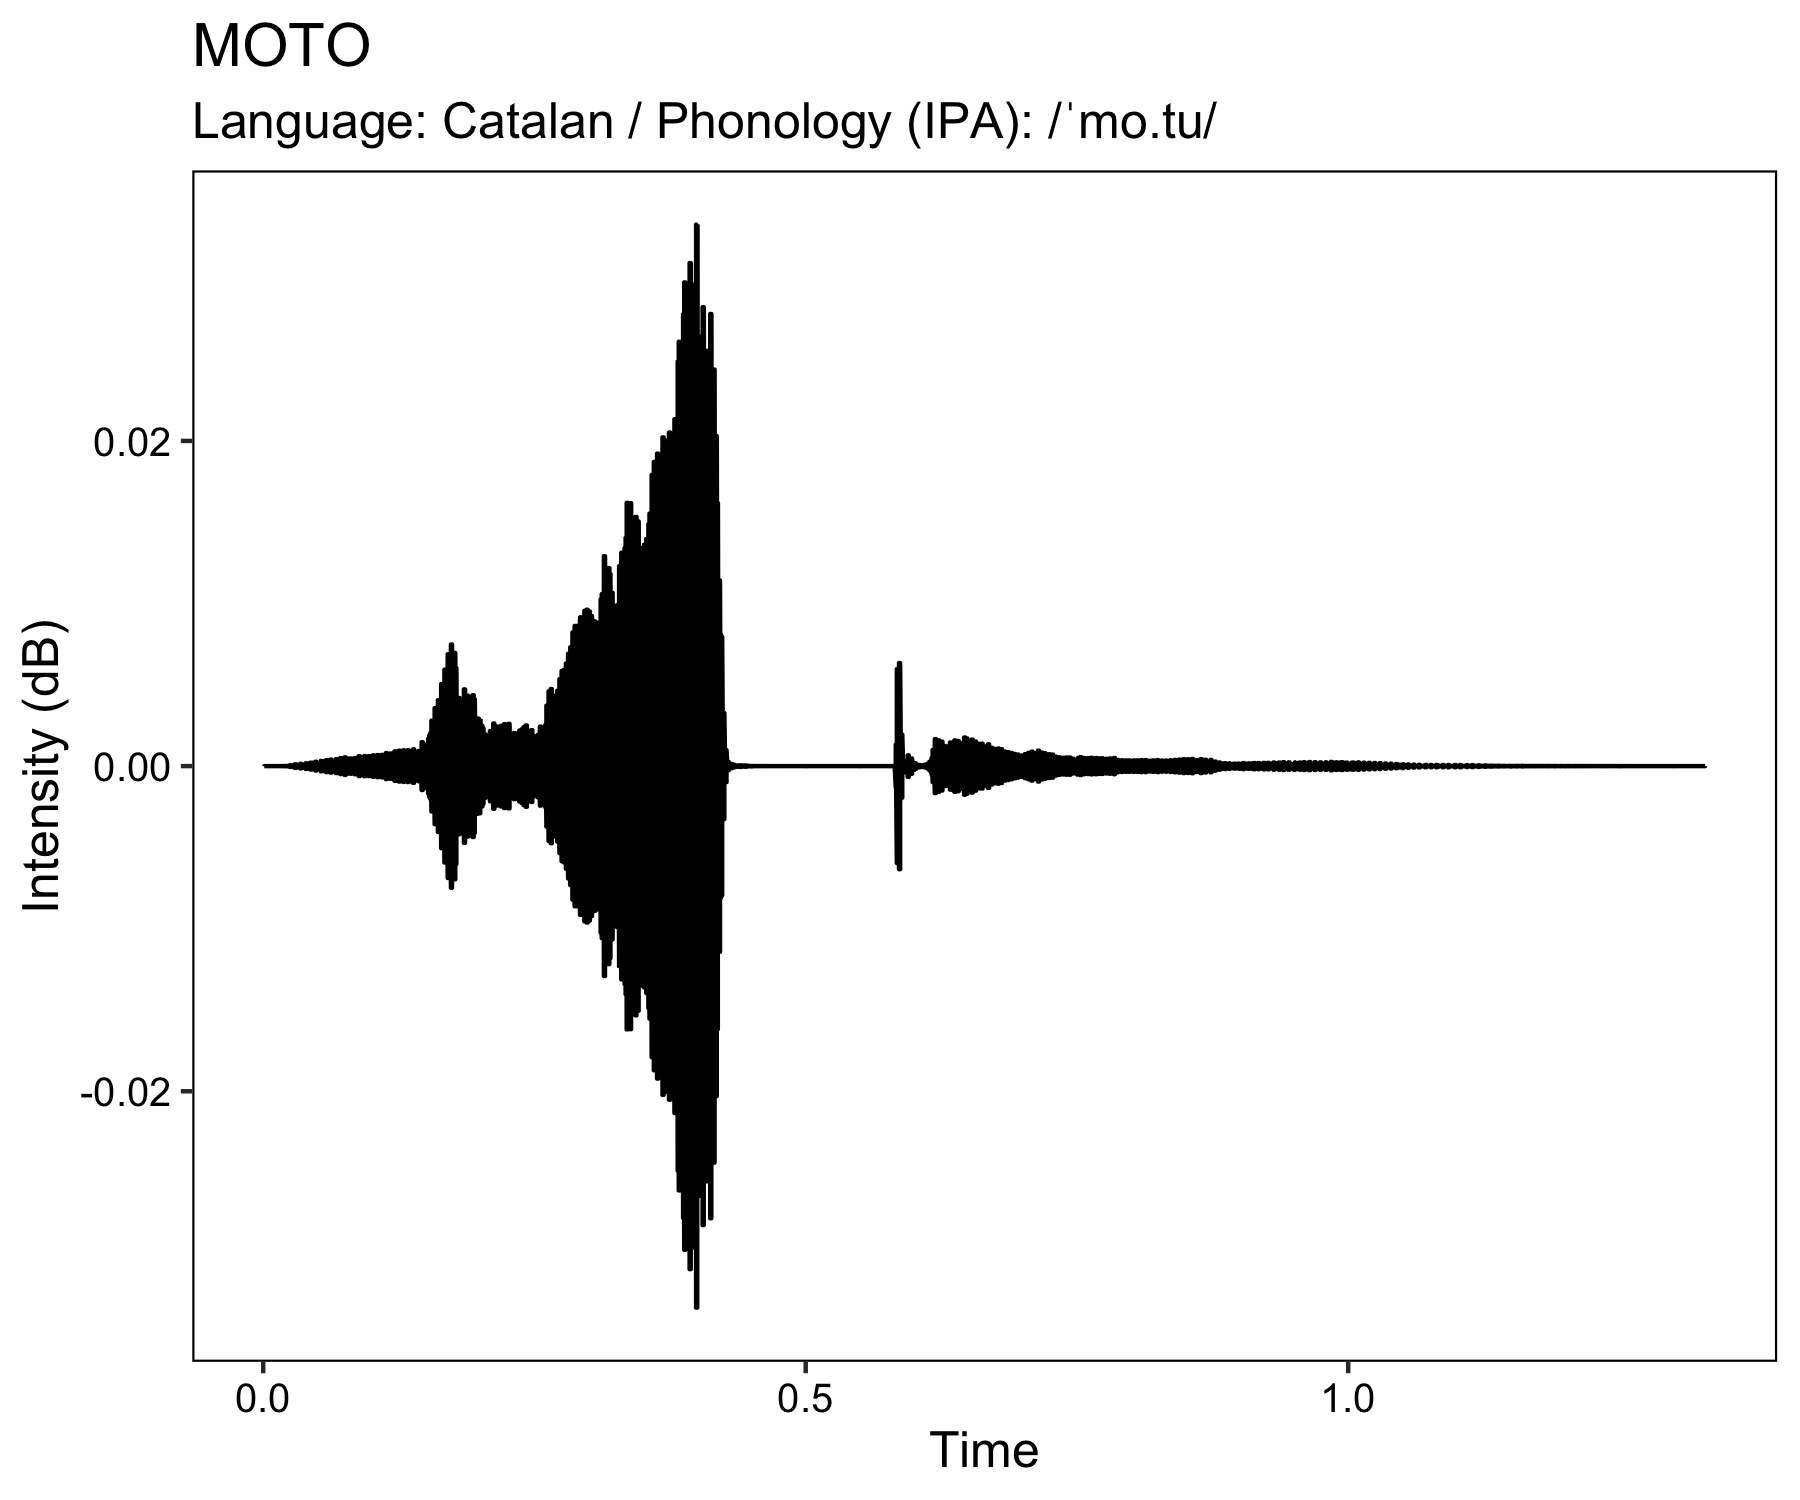 MOTO
Language: Catalan / Phonology (IPA): /ˈmo.tu/
Intensity (dB)
0.02
0.00
-0.02
0.0 0.5 1.0
Time